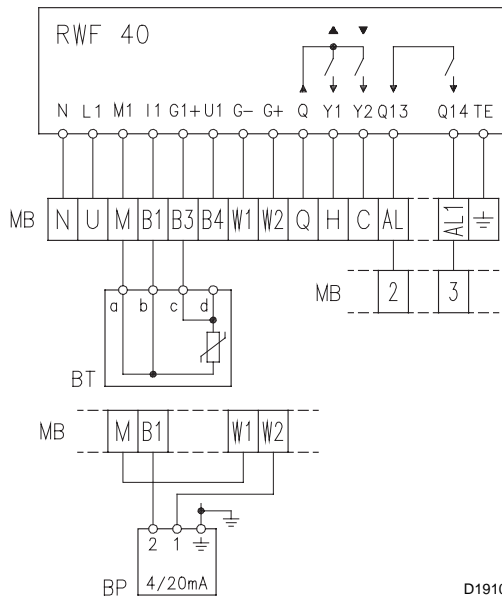 RWF 40
N L1 M1 I1 G1+ U1 G– G+ Q Y1 Y2 Q13 Q14 TE
MB N U M B1 B3 B4 W1 W2 Q H C AL AL1
MB 2 3
a b c d
BT
MB M B1 W1 W2
2 1
BP 4/20mA
D1910